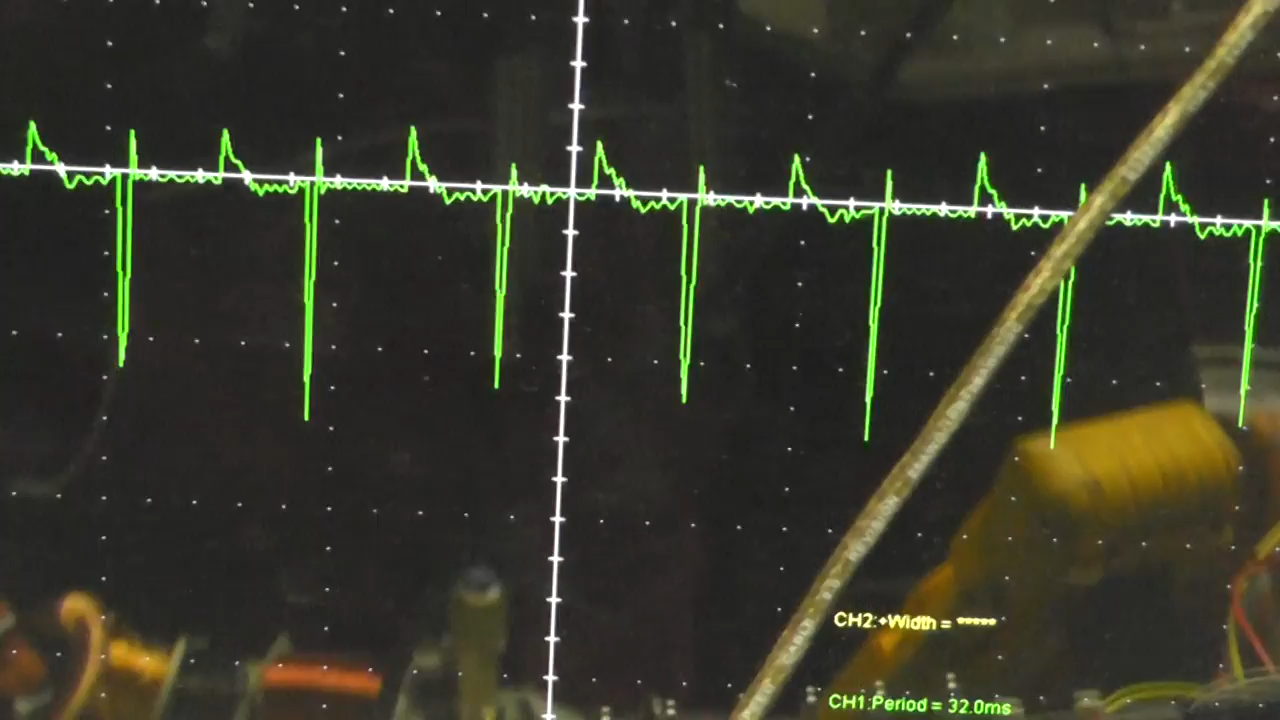 CH2:+Width = *****
CH1:Period = 32.0ms